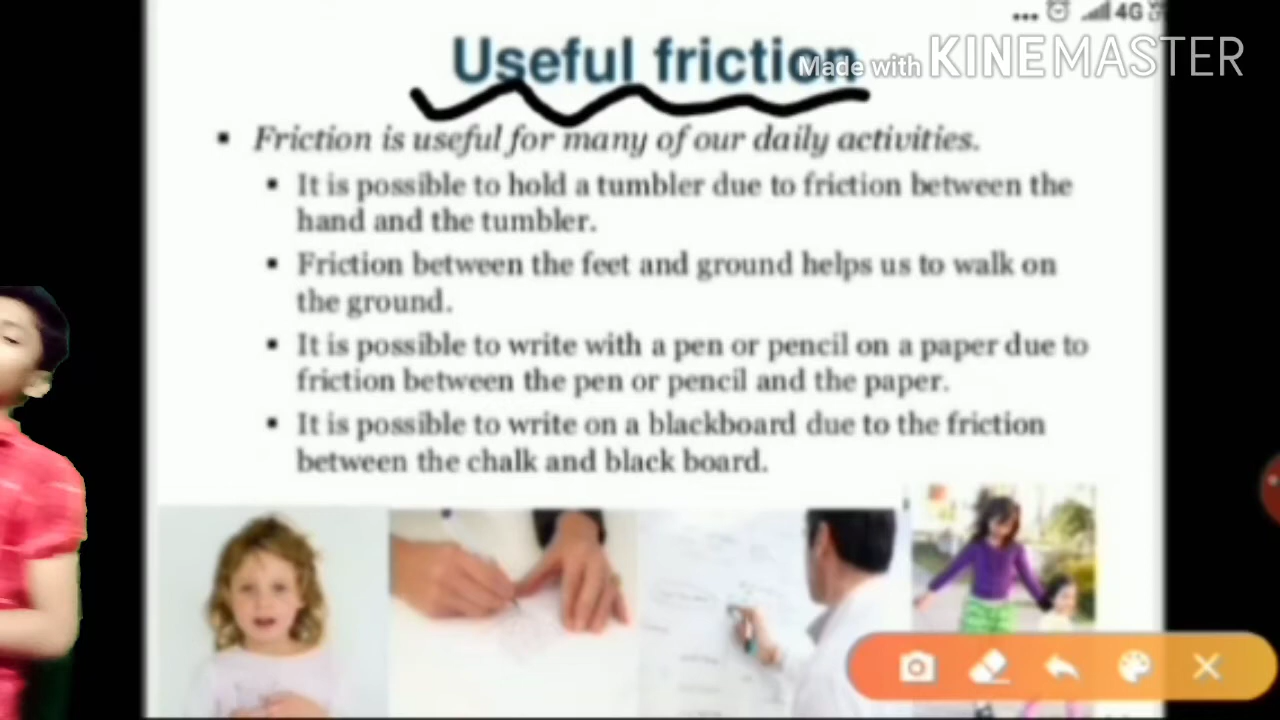 ... 4G
Useful friction
Made with KINEMASTER
▪ Friction is useful for many of our daily activities.
▪ It is possible to hold a tumbler due to friction between the
hand and the tumbler.
▪ Friction between the feet and ground helps us to walk on
the ground.
▪ It is possible to write with a pen or pencil on a paper due to
friction between the pen or pencil and the paper.
▪ It is possible to write on a blackboard due to the friction
between the chalk and black board.